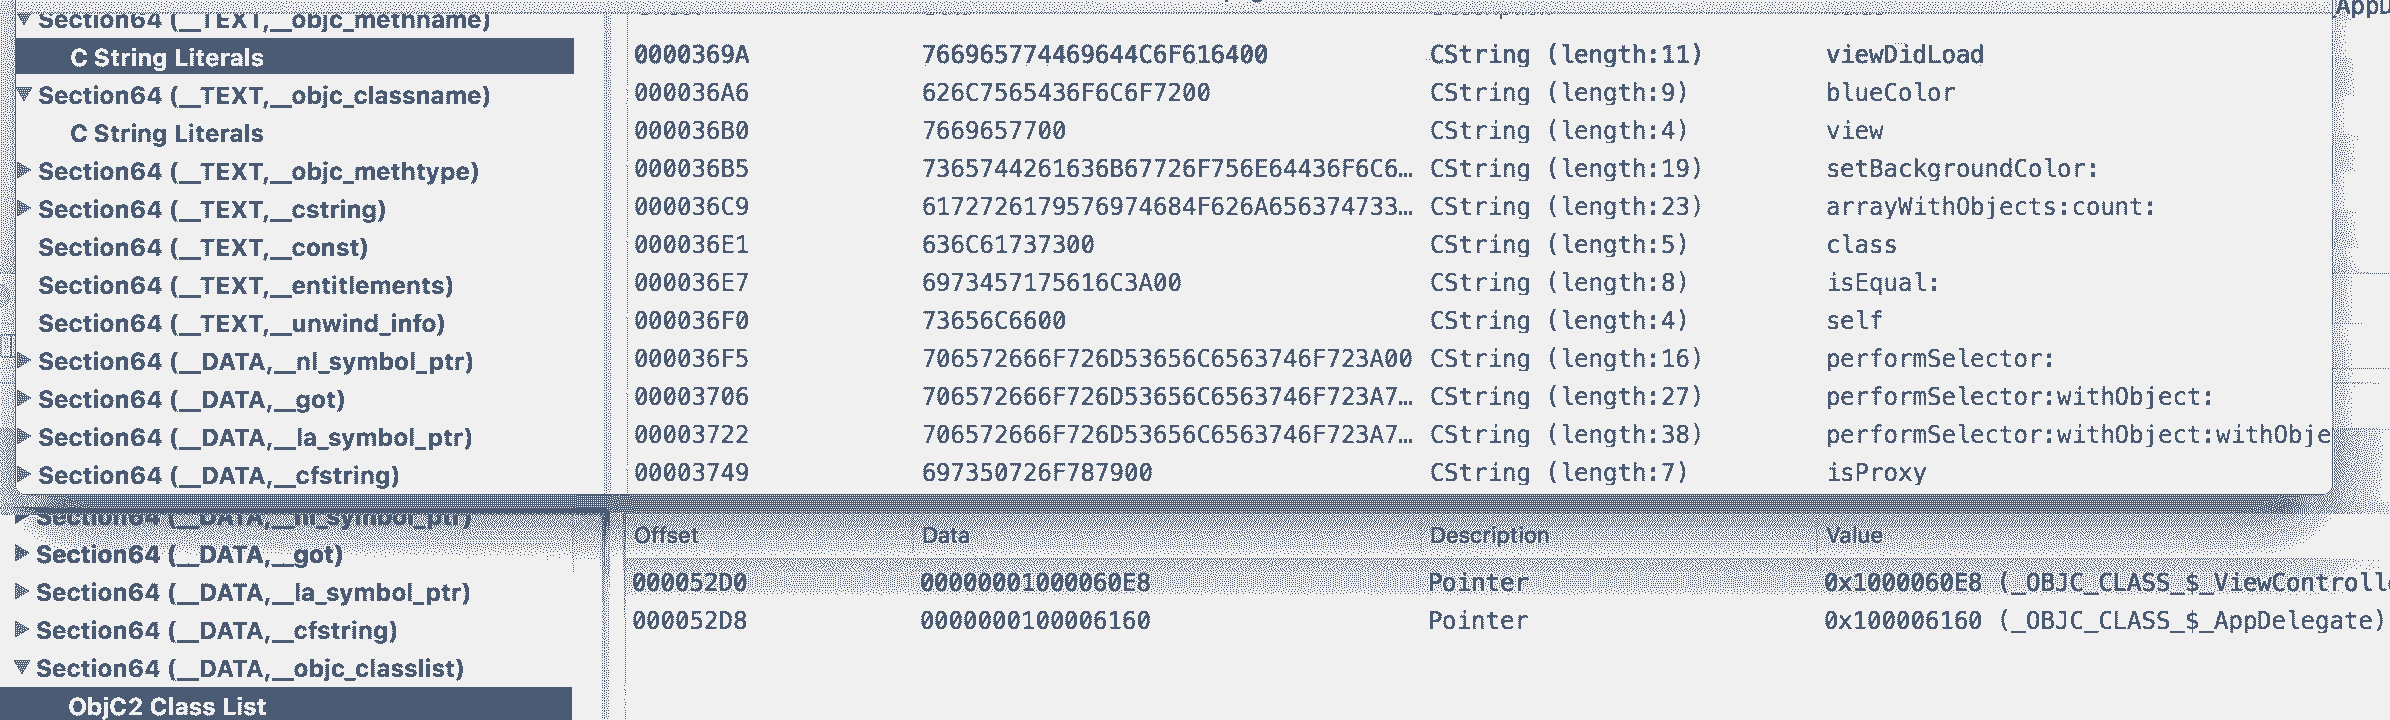 Section64 (__TEXT,__objc_methname)
AppD
C String Literals
0000369A 766965774469644C6F616400 CString (length:11) viewDidLoad
Section64 (__TEXT,__objc_classname)
000036A6 626C7565436F6C6F7200 CString (length:9) blueColor
C String Literals
000036B0 7669657700 CString (length:4) view
Section64 (__TEXT,__objc_methtype)
000036B5 7365744261636B67726F756E64436F6C6… CString (length:19) setBackgroundColor:
Section64 (__TEXT,__cstring)
000036C9 6172726179576974684F626A656374733… CString (length:23) arrayWithObjects:count:
Section64 (__TEXT,__const)
000036E1 636C61737300 CString (length:5) class
Section64 (__TEXT,__entitlements)
000036E7 6973457175616C3A00 CString (length:8) isEqual:
Section64 (__TEXT,__unwind_info)
000036F0 73656C6600 CString (length:4) self
Section64 (__DATA,__nl_symbol_ptr)
000036F5 706572666F726D53656C6563746F723A00 CString (length:16) performSelector:
Section64 (__DATA,__got)
00003706 706572666F726D53656C6563746F723A7… CString (length:27) performSelector:withObject:
Section64 (__DATA,__la_symbol_ptr)
00003722 706572666F726D53656C6563746F723A7… CString (length:38) performSelector:withObject:withObje
Section64 (__DATA,__cfstring)
00003749 697350726F787900 CString (length:7) isProxy
Section64 (__DATA,__nl_symbol_ptr)
Offset Data Description Value
Section64 (__DATA,__got)
000052D0 00000001000060E8 Pointer 0x1000060E8 (_OBJC_CLASS_$_ViewControll
Section64 (__DATA,__la_symbol_ptr)
000052D8 0000000100006160 Pointer 0x100006160 (_OBJC_CLASS_$_AppDelegate)
Section64 (__DATA,__cfstring)
Section64 (__DATA,__objc_classlist)
ObjC2 Class List